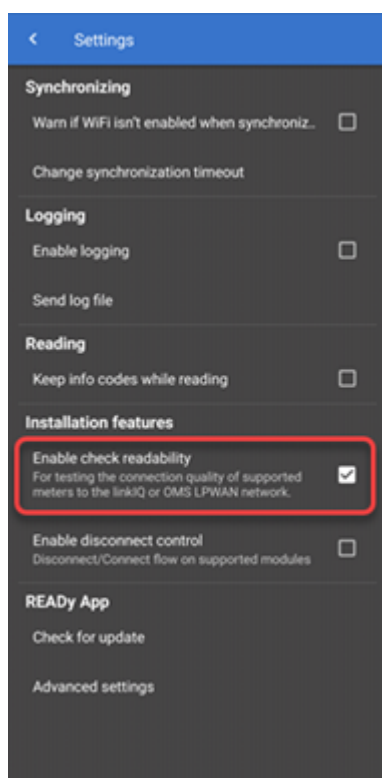 Settings
Synchronizing
Warn if WiFi isn't enabled when synchroniz..
Change synchronization timeout
Logging
Enable logging
Send log file
Reading
Keep info codes while reading
Installation features
Enable check readability
For testing the connection quality of supported
meters to the linkIQ or OMS LPWAN network.
Enable disconnect control
Disconnect/Connect flow on supported modules
READy App
Check for update
Advanced settings